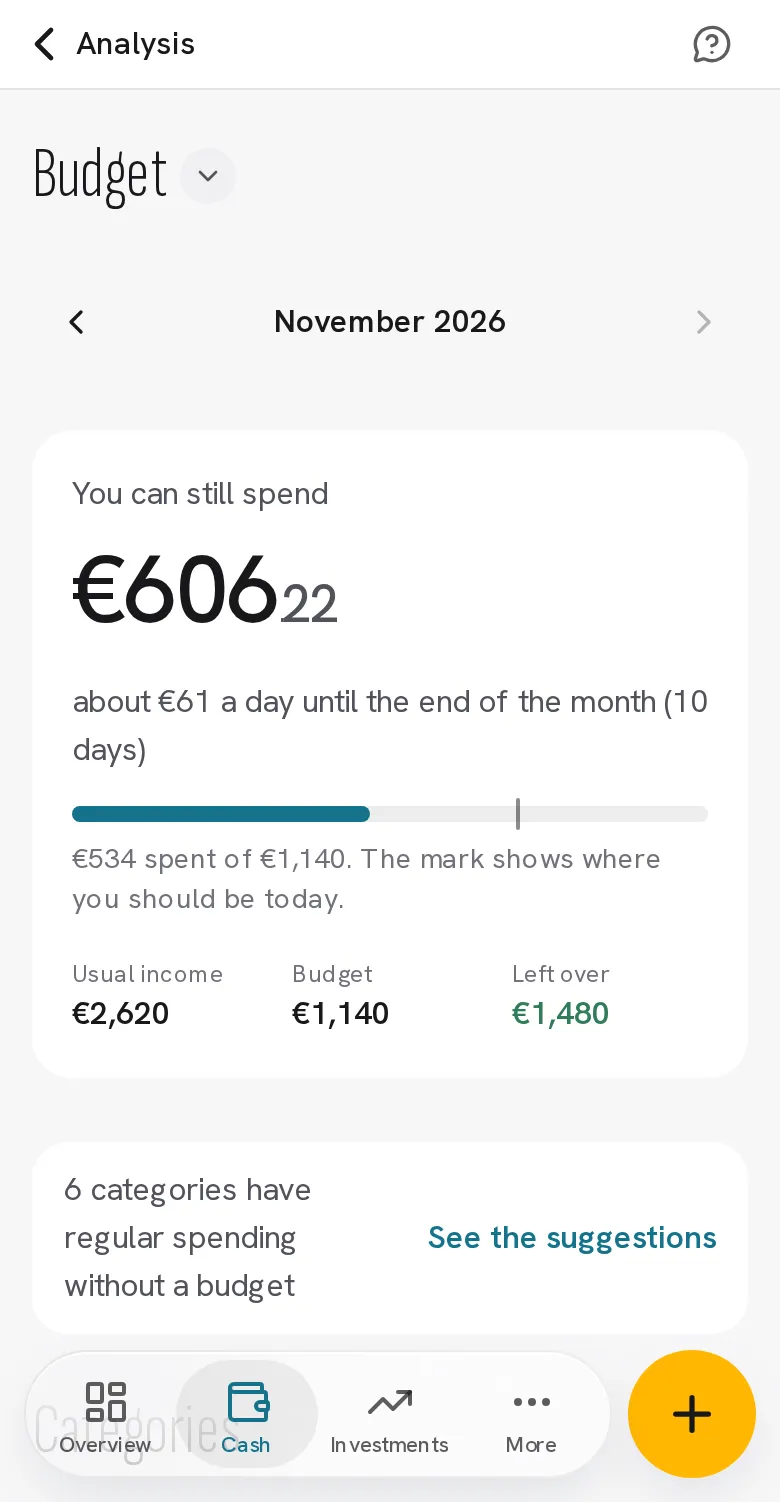 Analysis
Budget
November 2026
You can still spend
€606 22
about €61 a day until the end of the month (10
days)
€534 spent of €1,140. The mark shows where
you should be today.
Usual income Budget Left over
€2,620 €1,140 €1,480
6 categories have
regular spending
without a budget
See the suggestions
Categories
Overview Cash Investments More